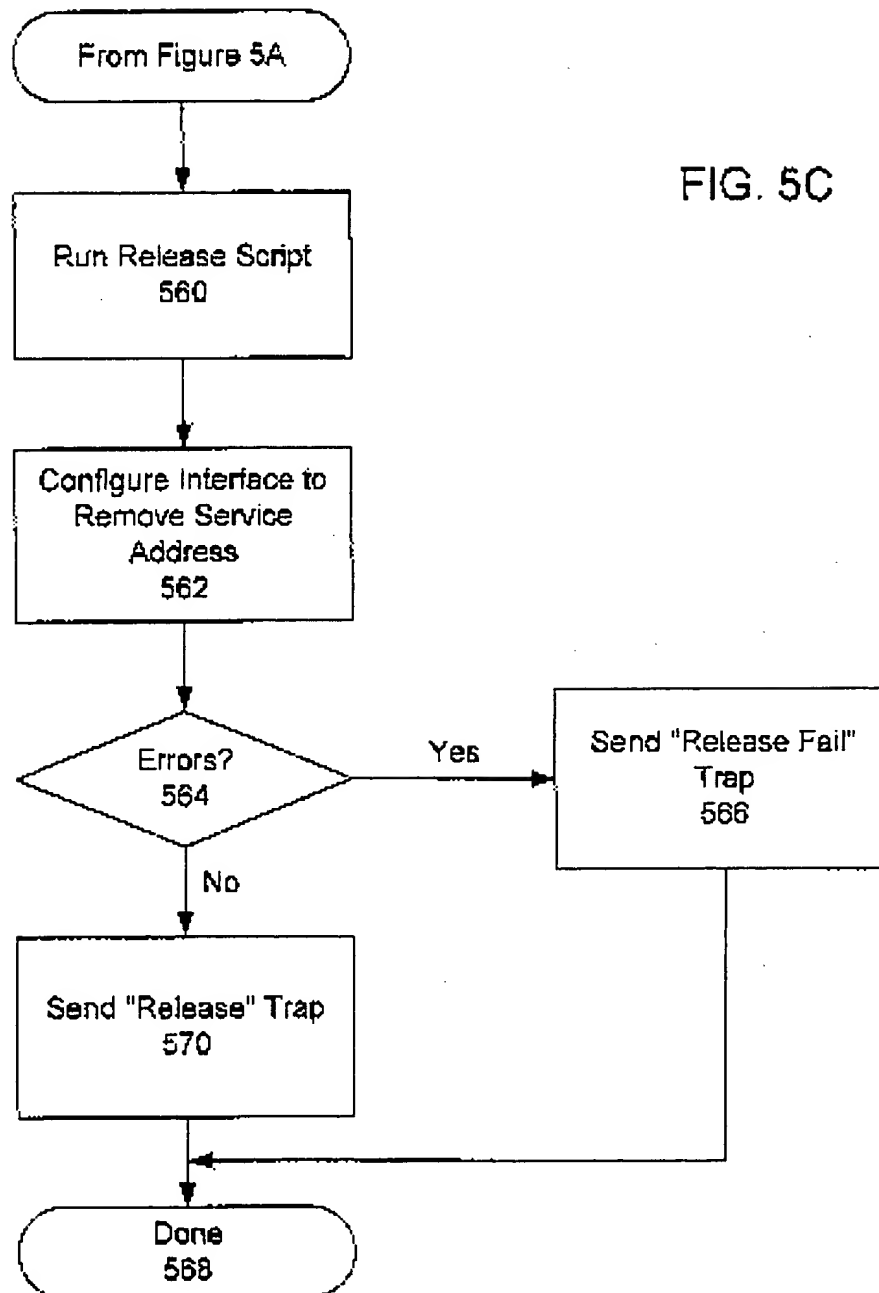 From Figure 5A
FIG. 5C
Run Release Script
560
Configure Interface to
Remove Service
Address
562
Errors?
564
Yes
Send "Release Fail"
Trap
566
No
Send "Release" Trap
570
Done
568